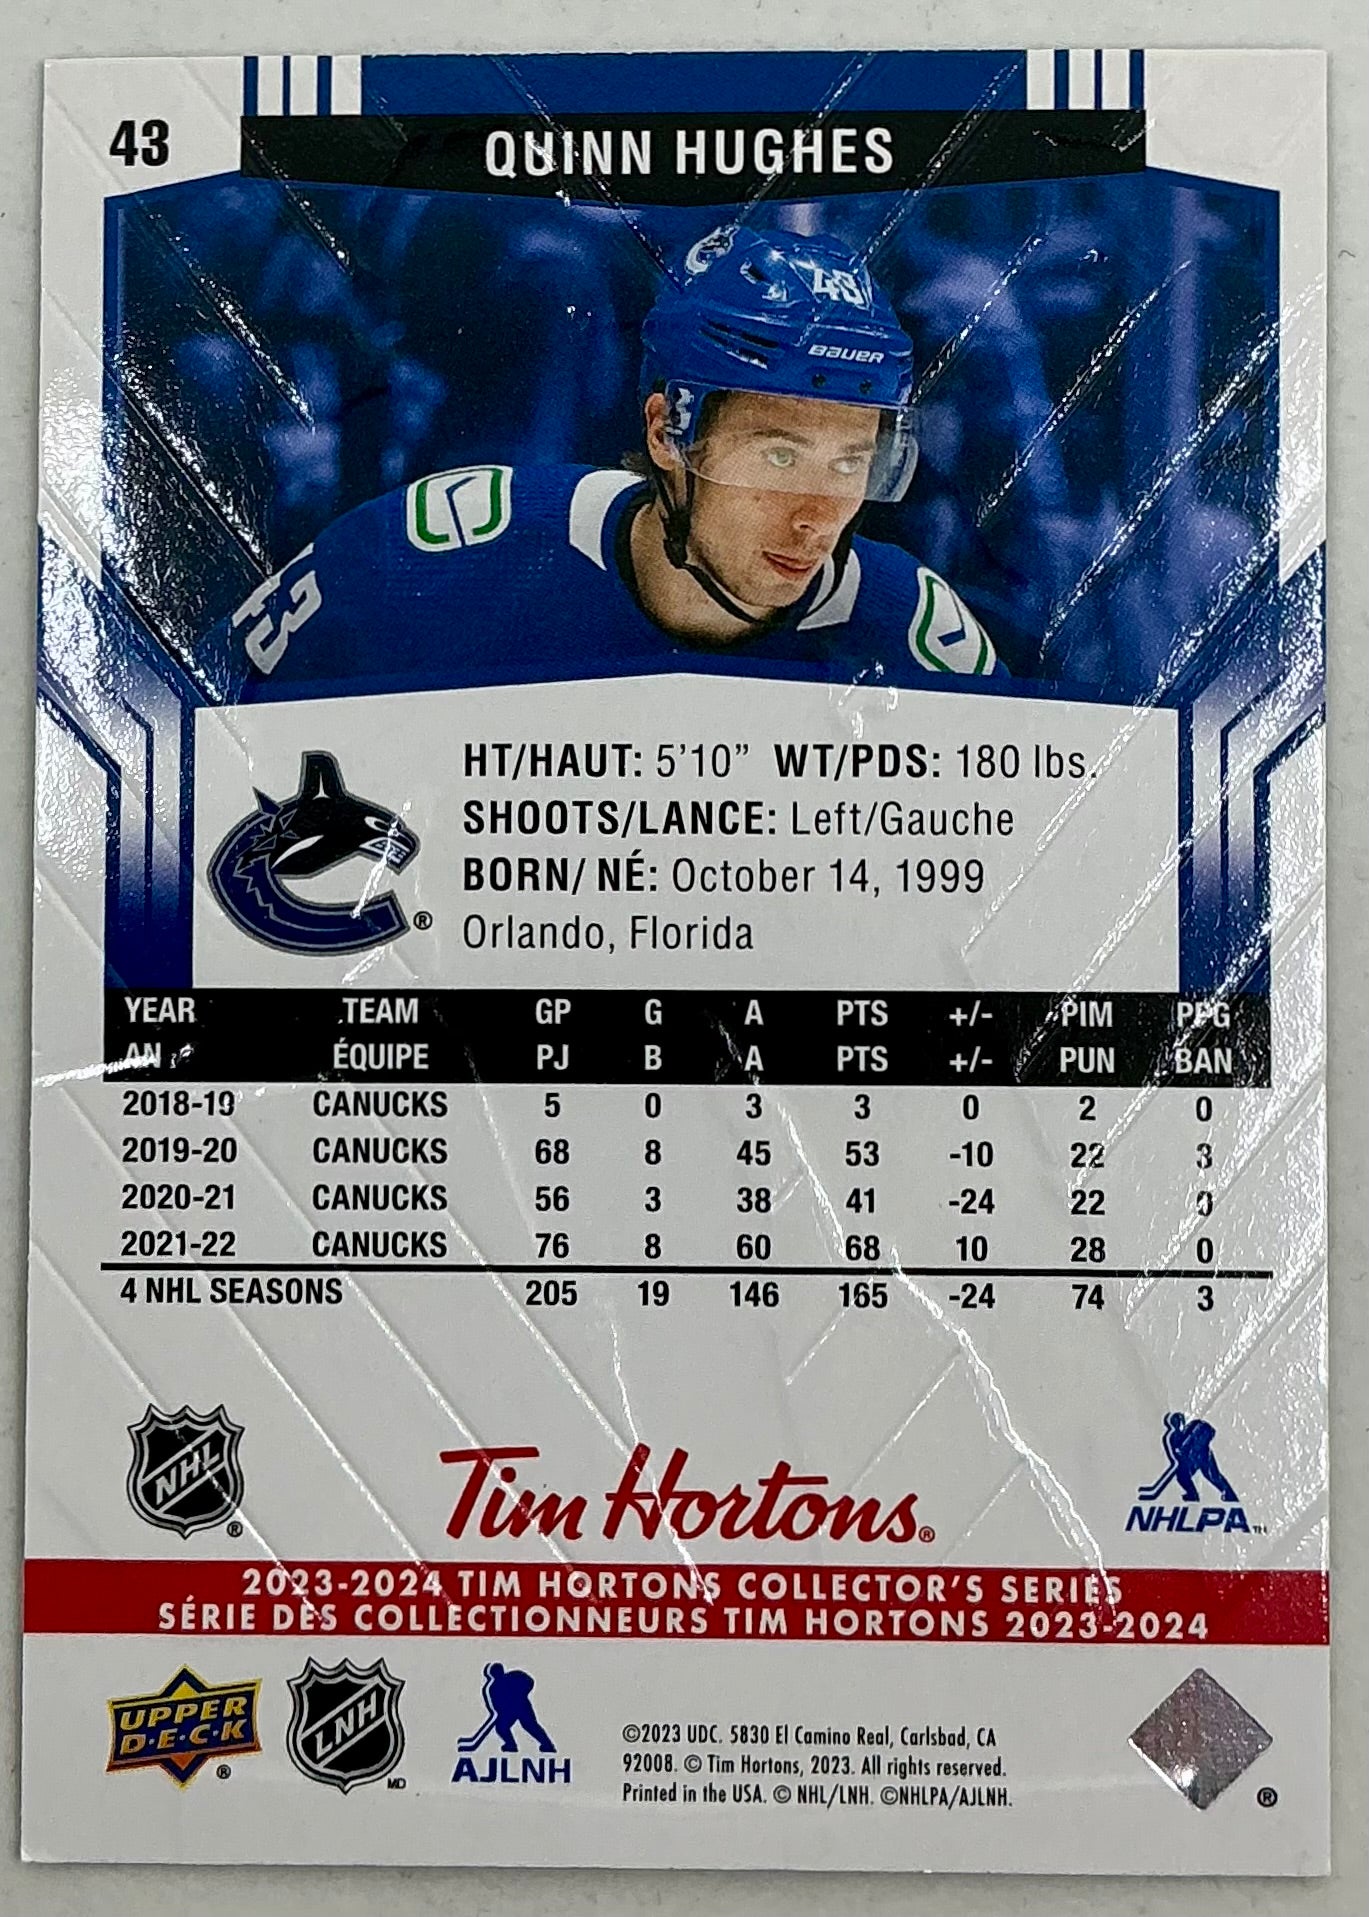 43
QUINN HUGHES
43
BAUER
HT/HAUT: 5'10” WT/PDS: 180 lbs.
SHOOTS/LANCE: Left/Gauche
BORN/ NÉ: October 14, 1999
Orlando, Florida
®
YEAR TEAM GP G A PTS +/- PIM PPG
AN ÉQUIPE PJ B A PTS +/- PUN BAN
2018-19 CANUCKS 5 0 3 3 0 2 0
2019-20 CANUCKS 68 8 45 53 -10 22 3
2020-21 CANUCKS 56 3 38 41 -24 22 0
2021-22 CANUCKS 76 8 60 68 10 28 0
4 NHL SEASONS 205 19 146 165 -24 74 3
NHL ®
Tim Hortons®
NHLPA TM
2023-2024 TIM HORTONS COLLECTOR'S SERIES
SÉRIE DES COLLECTIONNEURS TIM HORTONS 2023-2024
UPPER
D·E·C·K ®
LNH MD
AJLNH
©2023 UDC. 5830 El Camino Real, Carlsbad, CA
92008. © Tim Hortons, 2023. All rights reserved.
Printed in the USA. © NHL/LNH. ©NHLPA/AJLNH.
®